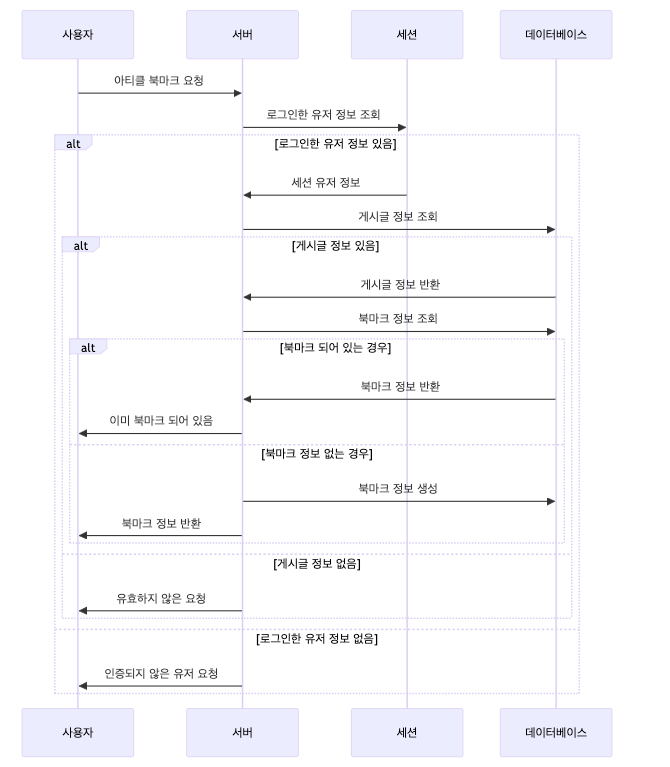 사용자
서버
세션
데이터베이스
아티클 북마크 요청
로그인한 유저 정보 조회
alt
[로그인한 유저 정보 있음]
세션 유저 정보
게시글 정보 조회
alt
[게시글 정보 있음]
게시글 정보 반환
북마크 정보 조회
alt
[북마크 되어 있는 경우]
북마크 정보 반환
이미 북마크 되어 있음
[북마크 정보 없는 경우]
북마크 정보 생성
북마크 정보 반환
[게시글 정보 없음]
유효하지 않은 요청
[로그인한 유저 정보 없음]
인증되지 않은 유저 요청
사용자
서버
세션
데이터베이스